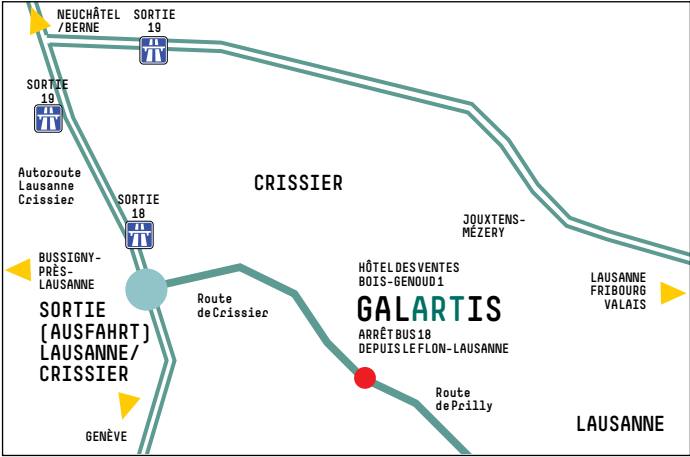 NEUCHÂTEL
/BERNE
SORTIE
19
SORTIE
19
Autoroute
Lausanne
Crissier
SORTIE
18
CRISSIER
JOUXTENS-
MÉZERY
BUSSIGNY-
PRÈS-
LAUSANNE
SORTIE
(AUSFAHRT)
LAUSANNE/
CRISSIER
Route
de Crissier
HÔTEL DES VENTES
BOIS-GENOUD 1
GALARTIS
ARRÊT BUS 18
DEPUIS LE FLON-LAUSANNE
LAUSANNE
FRIBOURG
VALAIS
Route
de Prilly
GENÈVE
LAUSANNE